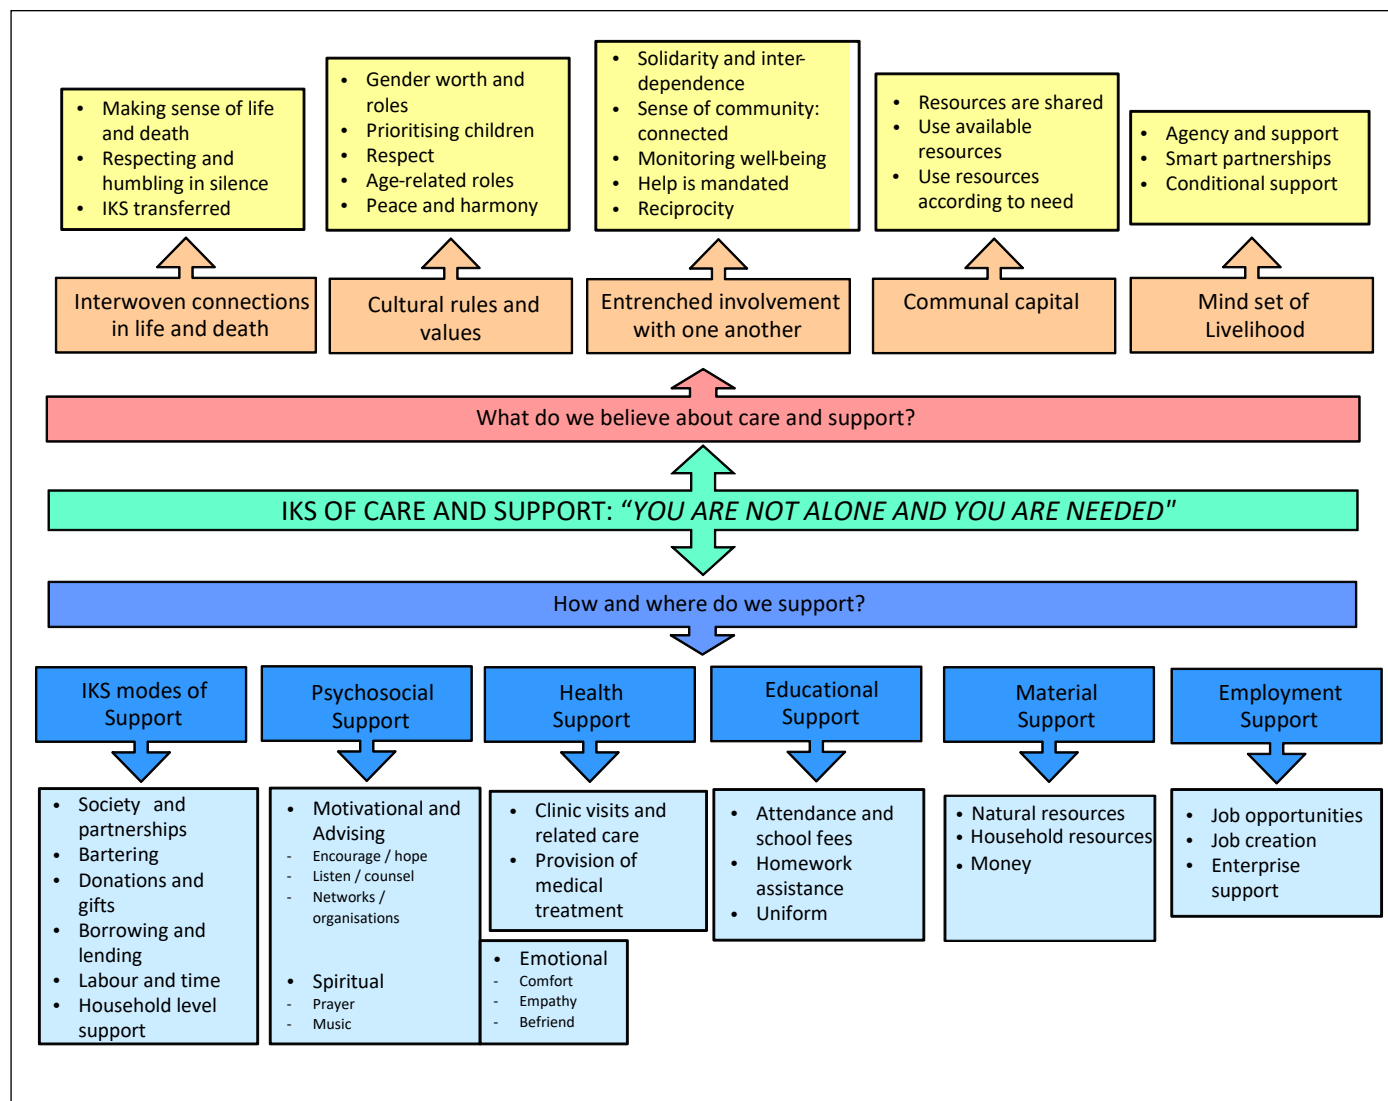 • Making sense of life
and death
• Respecting and
humbling in silence
• IKS transferred
• Gender worth and
roles
• Prioritising children
• Respect
• Age-related roles
• Peace and harmony
• Solidarity and inter-
dependence
• Sense of community:
connected
• Monitoring well-being
• Help is mandated
• Reciprocity
• Resources are shared
• Use available
resources
• Use resources
according to need
• Agency and support
• Smart partnerships
• Conditional support
Interwoven connections
in life and death
Cultural rules and
values
Entrenched involvement
with one another
Communal capital
Mind set of
Livelihood
What do we believe about care and support?
IKS OF CARE AND SUPPORT: “YOU ARE NOT ALONE AND YOU ARE NEEDED"
How and where do we support?
IKS modes of
Support
Psychosocial
Support
Health
Support
Educational
Support
Material
Support
Employment
Support
• Society and
partnerships
• Bartering
• Donations and
gifts
• Borrowing and
lending
• Labour and time
• Household level
support
• Motivational and
Advising
- Encourage / hope
- Listen / counsel
- Networks /
organisations
• Spiritual
- Prayer
- Music
• Clinic visits and
related care
• Provision of
medical
treatment
• Emotional
- Comfort
- Empathy
- Befriend
• Attendance and
school fees
• Homework
assistance
• Uniform
• Natural resources
• Household resources
• Money
• Job opportunities
• Job creation
• Enterprise
support